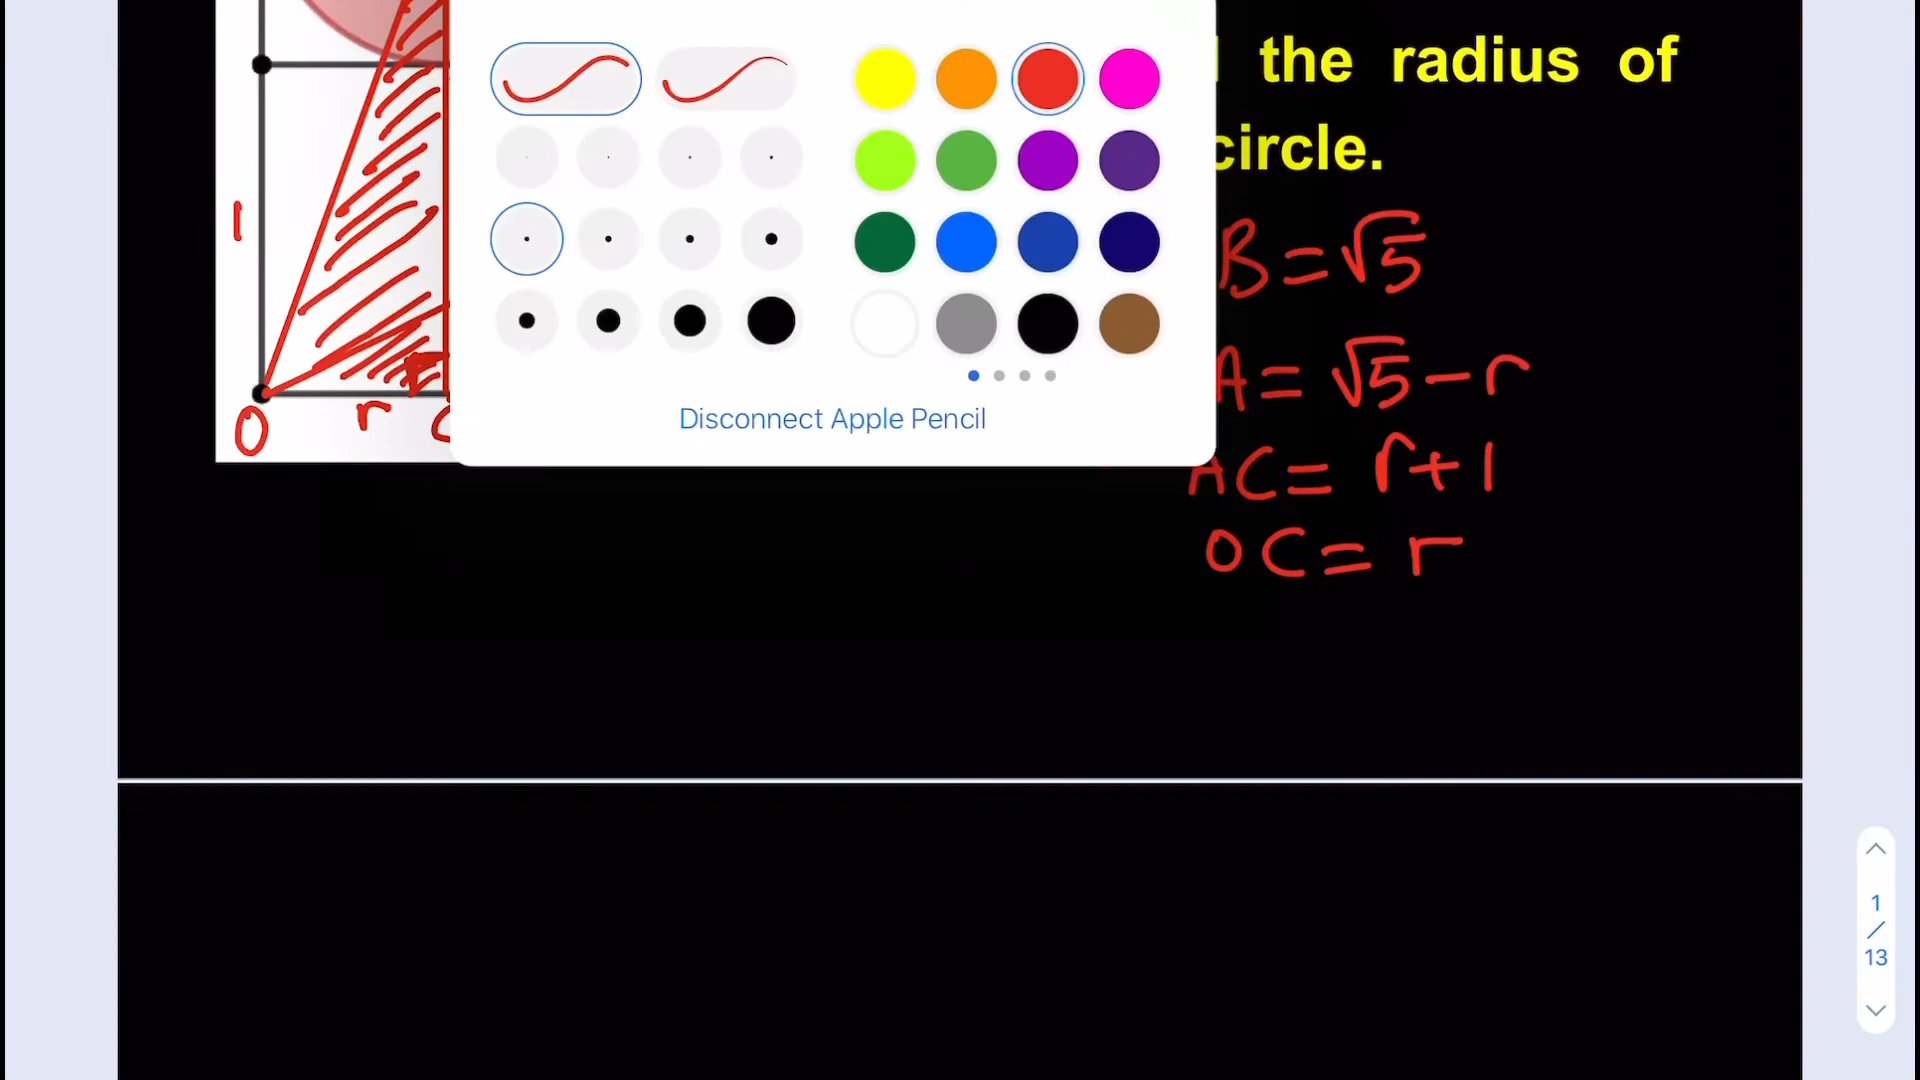 the radius of
circle.
1
B = √5
A = √5 - r
AC = r + 1
OC = r
O r C
Disconnect Apple Pencil
1
/
13